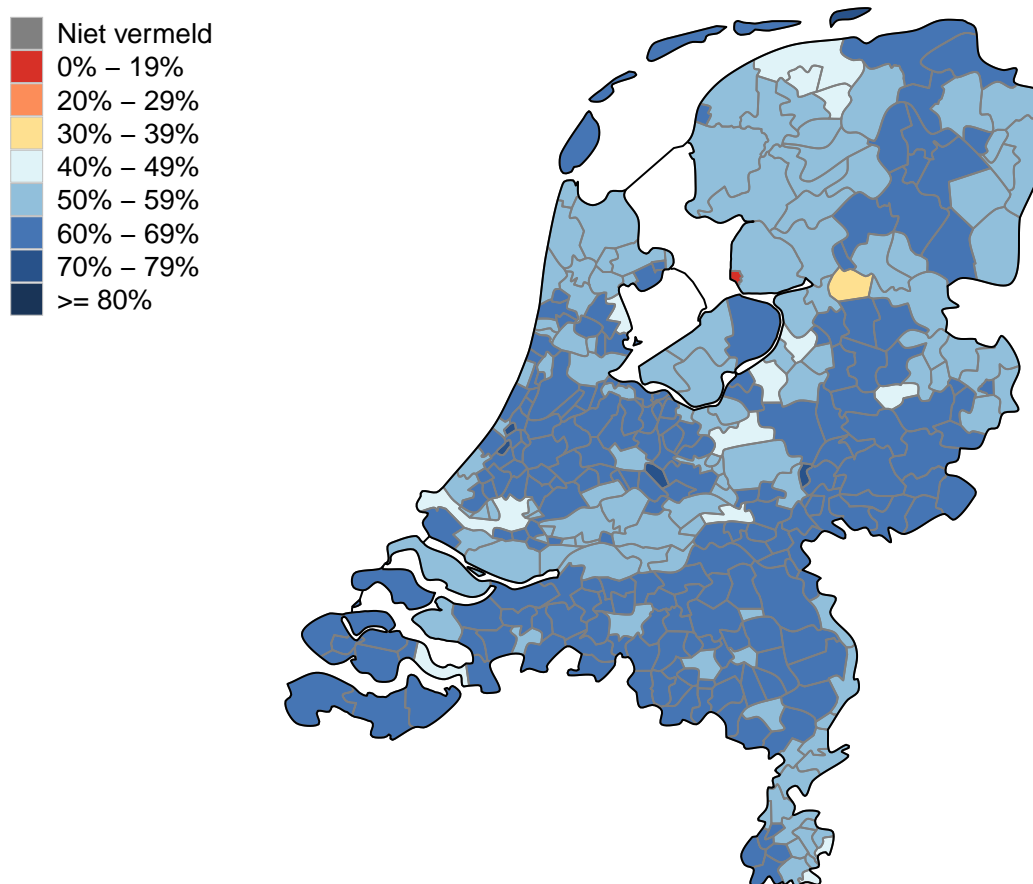 Niet vermeld
0% – 19%
20% – 29%
30% – 39%
40% – 49%
50% – 59%
60% – 69%
70% – 79%
>= 80%